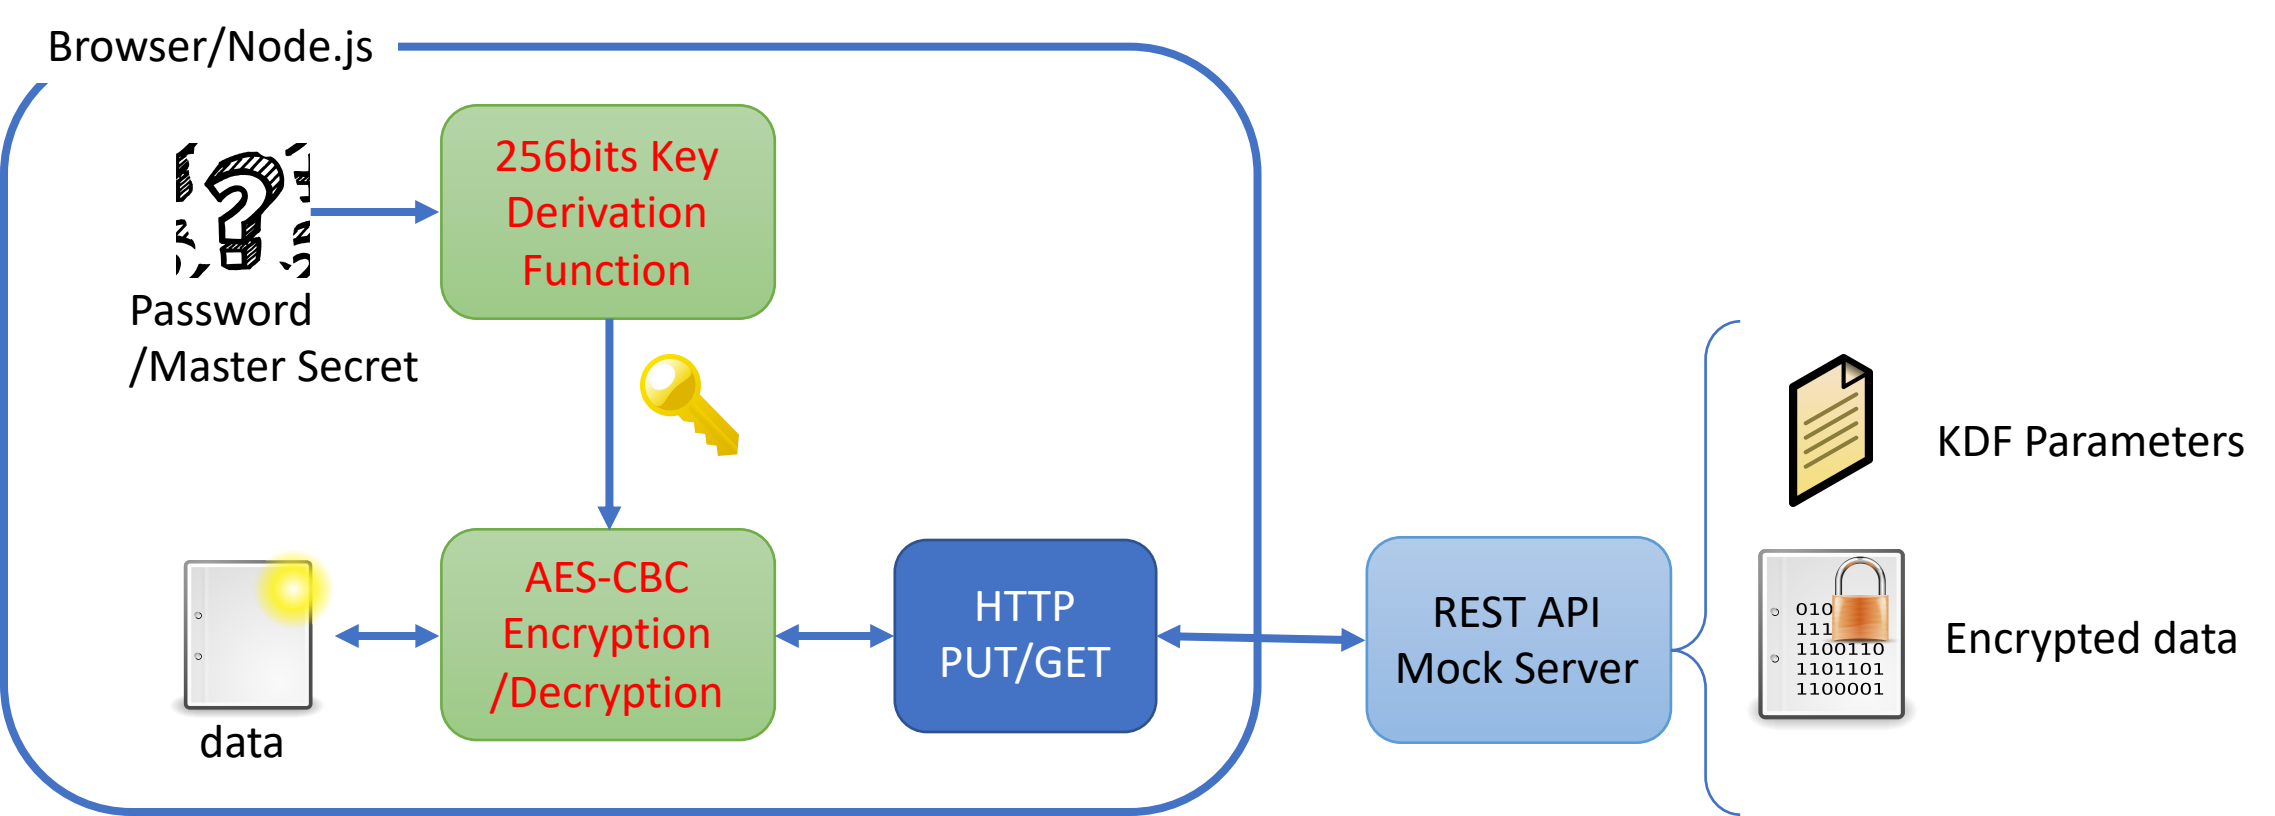 Browser/Node.js
256bits Key
Derivation
Function
Password
/Master Secret
KDF Parameters
AES-CBC
Encryption
/Decryption
data
HTTP
PUT/GET
REST API
Mock Server
010
111
1100110
1101101
1100001
Encrypted data